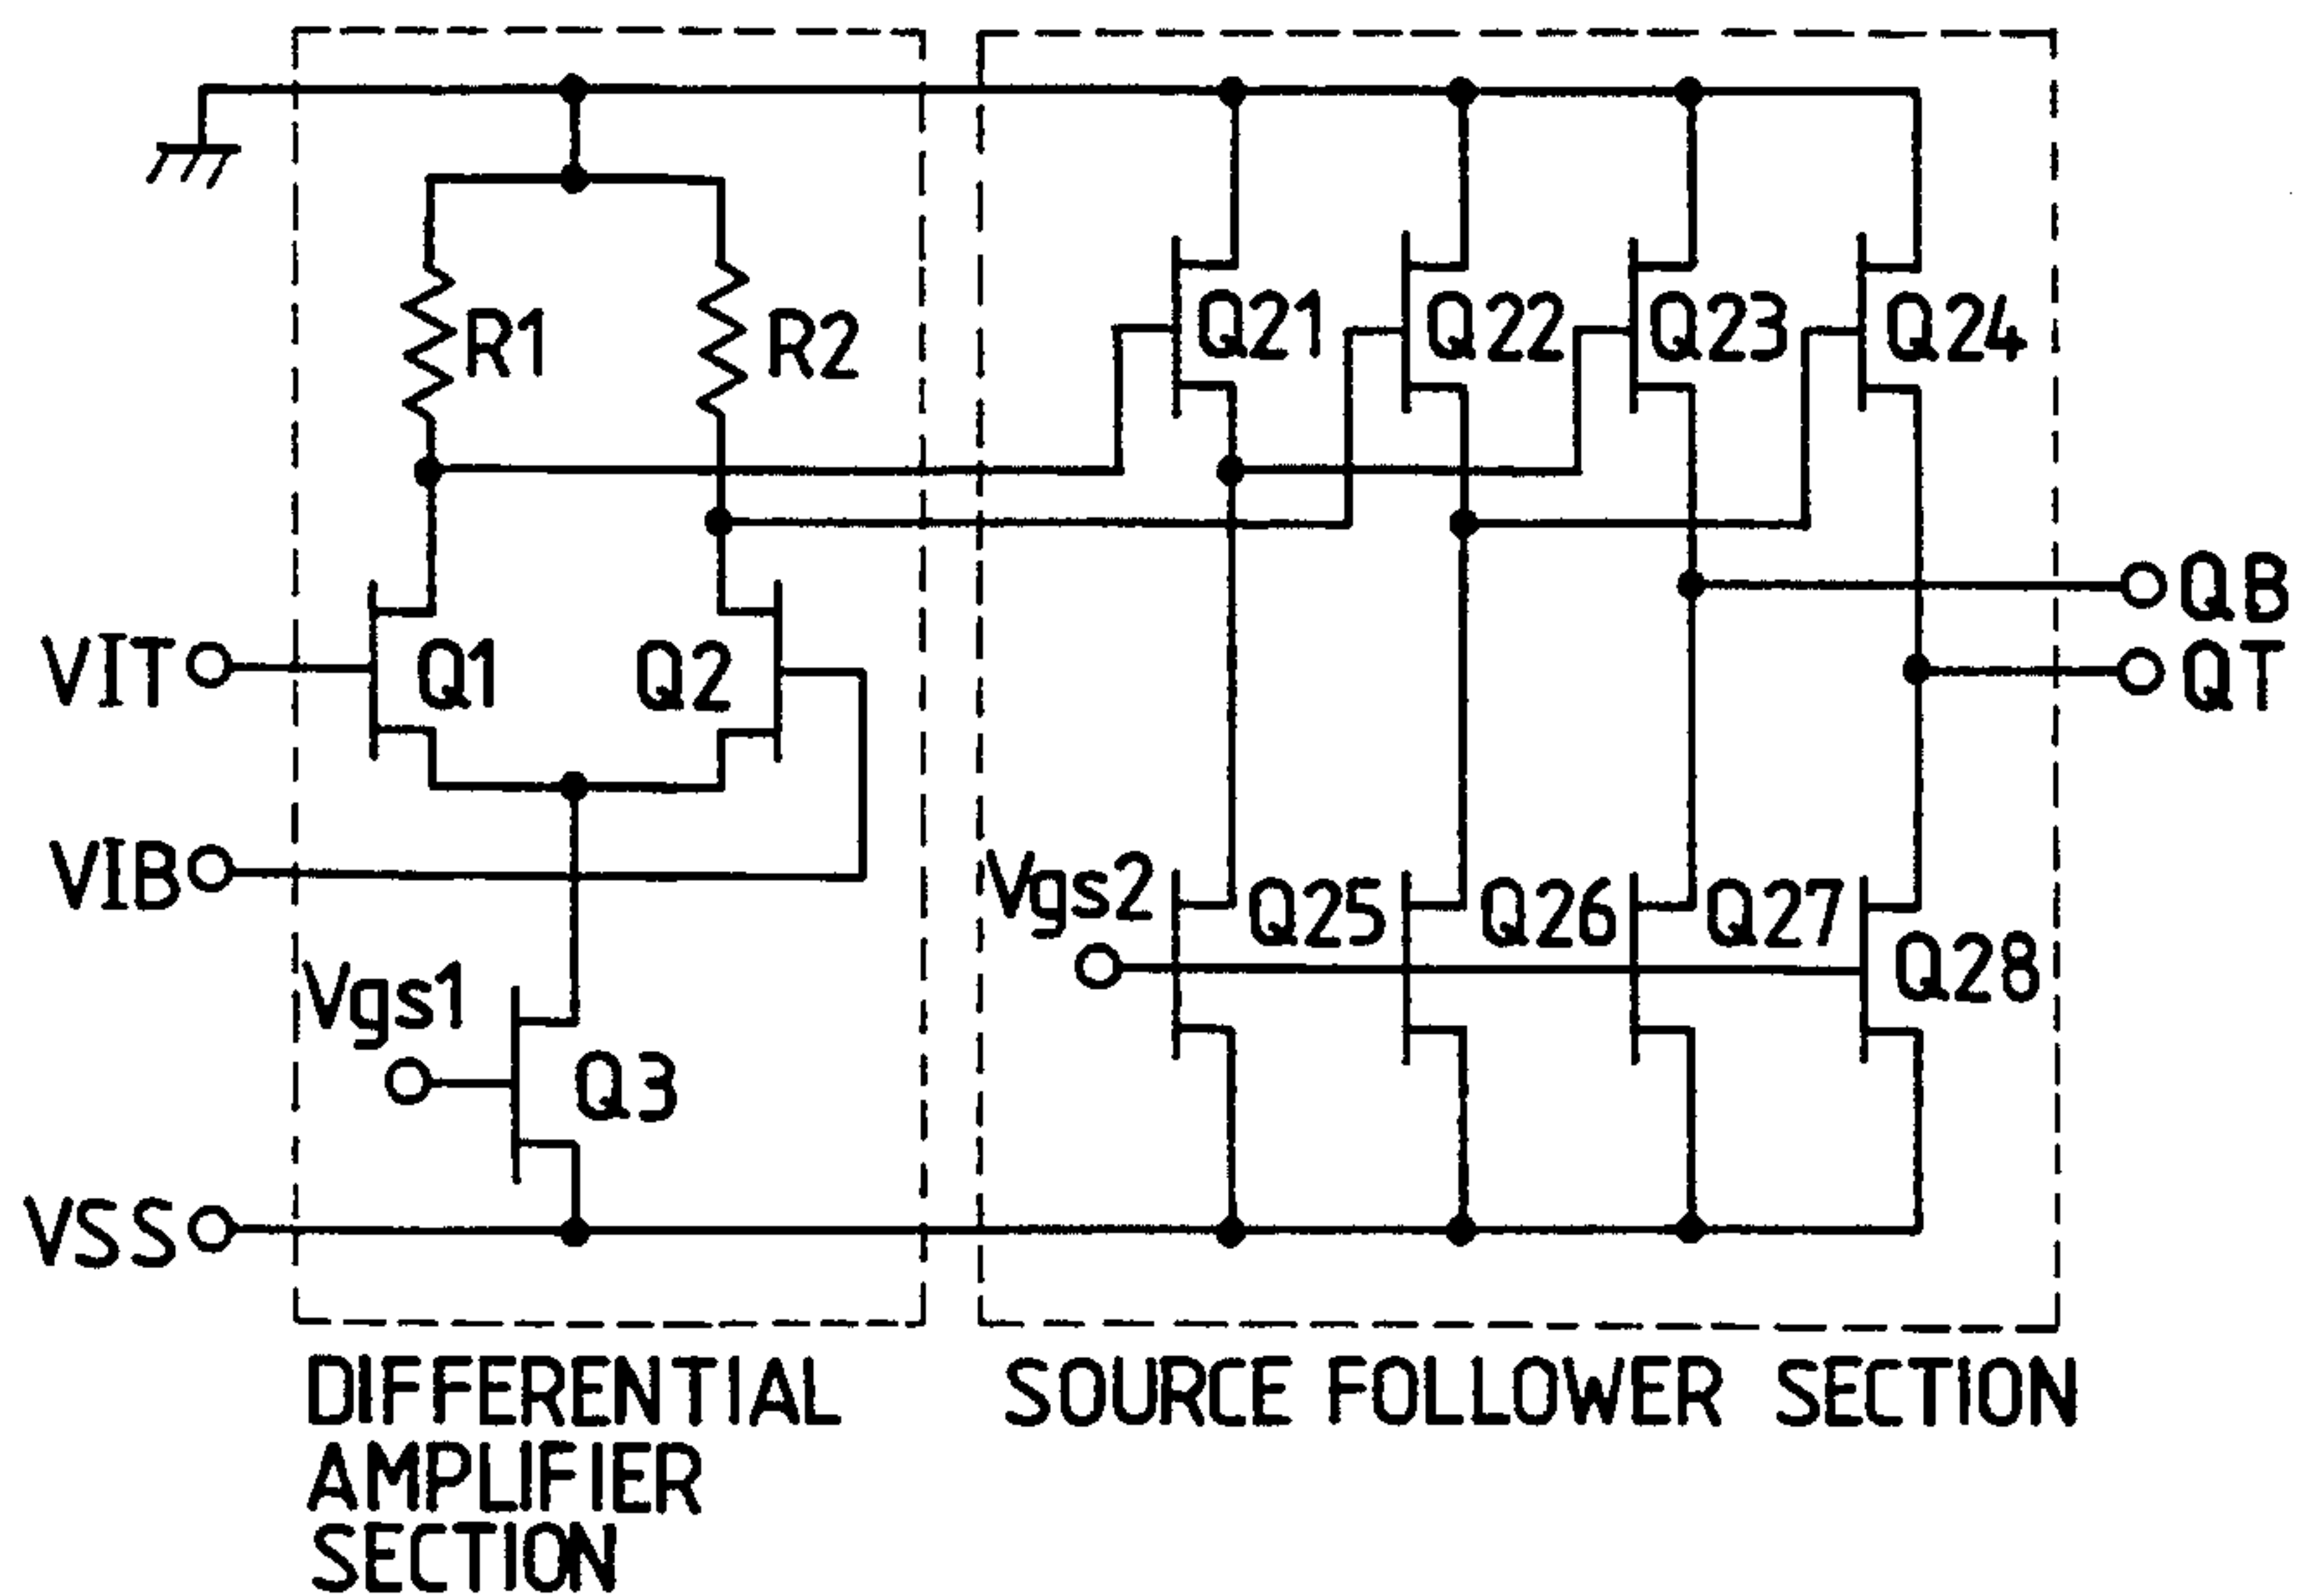 R1
R2
Q21
Q22
Q23
Q24
QB
QT
VIT
Q1
Q2
VIB
Vgs1
Q3
Vgs2
Q25
Q26
Q27
Q28
VSS
DIFFERENTIAL
AMPLIFIER
SECTION
SOURCE FOLLOWER SECTION